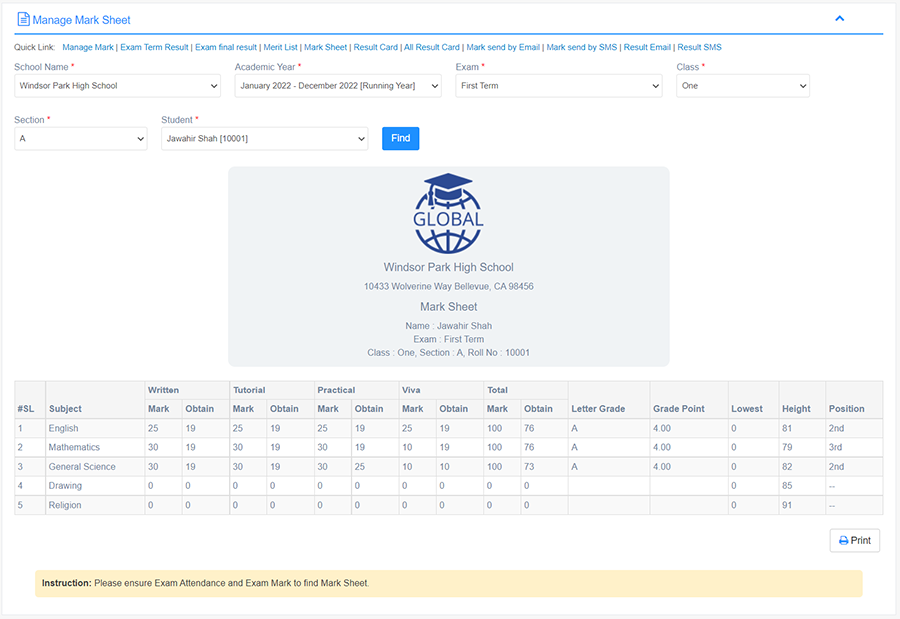 Manage Mark Sheet
Quick Link: Manage Mark | Exam Term Result | Exam final result | Merit List | Mark Sheet | Result Card | All Result Card | Mark send by Email | Mark send by SMS | Result Email | Result SMS
School Name * Academic Year * Exam * Class *
Windsor Park High School January 2022 - December 2022 [Running Year] First Term One
Section * Student *
A Jawahir Shah [10001] Find
GLOBAL
Windsor Park High School
10433 Wolverine Way Bellevue, CA 98456
Mark Sheet
Name : Jawahir Shah
Exam : First Term
Class : One, Section : A, Roll No : 10001
Written Tutorial Practical Viva Total
#SL Subject Mark Obtain Mark Obtain Mark Obtain Mark Obtain Mark Obtain Letter Grade Grade Point Lowest Height Position
1 English 25 19 25 19 25 19 25 19 100 76 A 4.00 0 81 2nd
2 Mathematics 30 19 30 19 30 19 10 19 100 76 A 4.00 0 79 3rd
3 General Science 30 19 30 19 30 25 10 10 100 73 A 4.00 0 82 2nd
4 Drawing 0 0 0 0 0 0 0 0 0 0 0 85 --
5 Religion 0 0 0 0 0 0 0 0 0 0 0 91 --
Print
Instruction: Please ensure Exam Attendance and Exam Mark to find Mark Sheet.